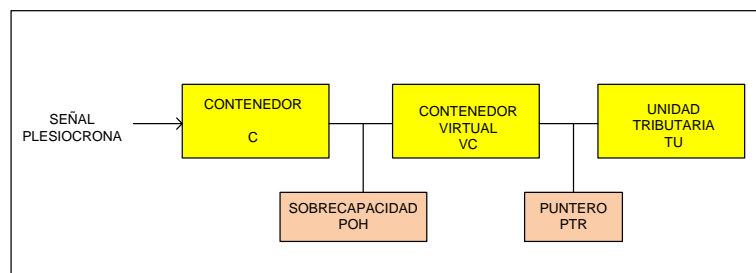 SEÑAL
PLESIOCRONA
CONTENEDOR
C
CONTENEDOR
VIRTUAL
VC
UNIDAD
TRIBUTARIA
TU
SOBRECAPACIDAD
POH
PUNTERO
PTR